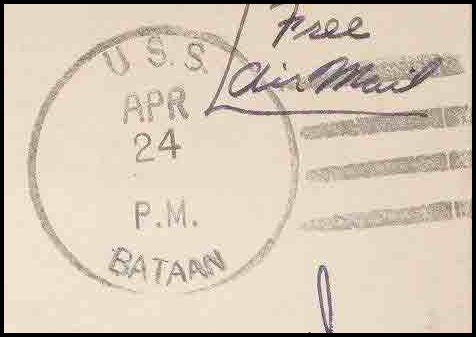 Free
Air Mail
U.S.S.
APR
24
P.M.
BATAAN